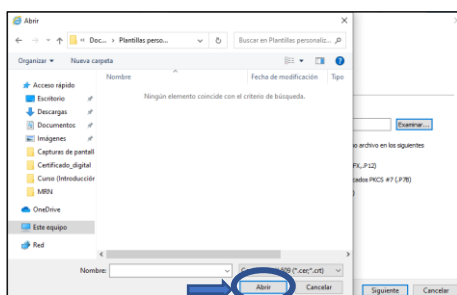 Abrir
« Doc... > Plantillas perso...
Buscar en Plantillas personaliz...
Organizar
Nueva carpeta
Nombre
Fecha de modificación
Tipo
Ningún elemento coincide con el criterio de búsqueda.
Acceso rápido
Escritorio
Descargas
Documentos
Imágenes
Capturas de pantall
Certificado_digital
Curso (Introducciór
MRN
OneDrive
Este equipo
Red
Examinar...
o archivo en los siguientes
FX,.P12)
cados PKCS #7 (.P7B)
Nombre:
509 (*.cer;*.crt)
Abrir
Cancelar
Siguiente
Cancelar